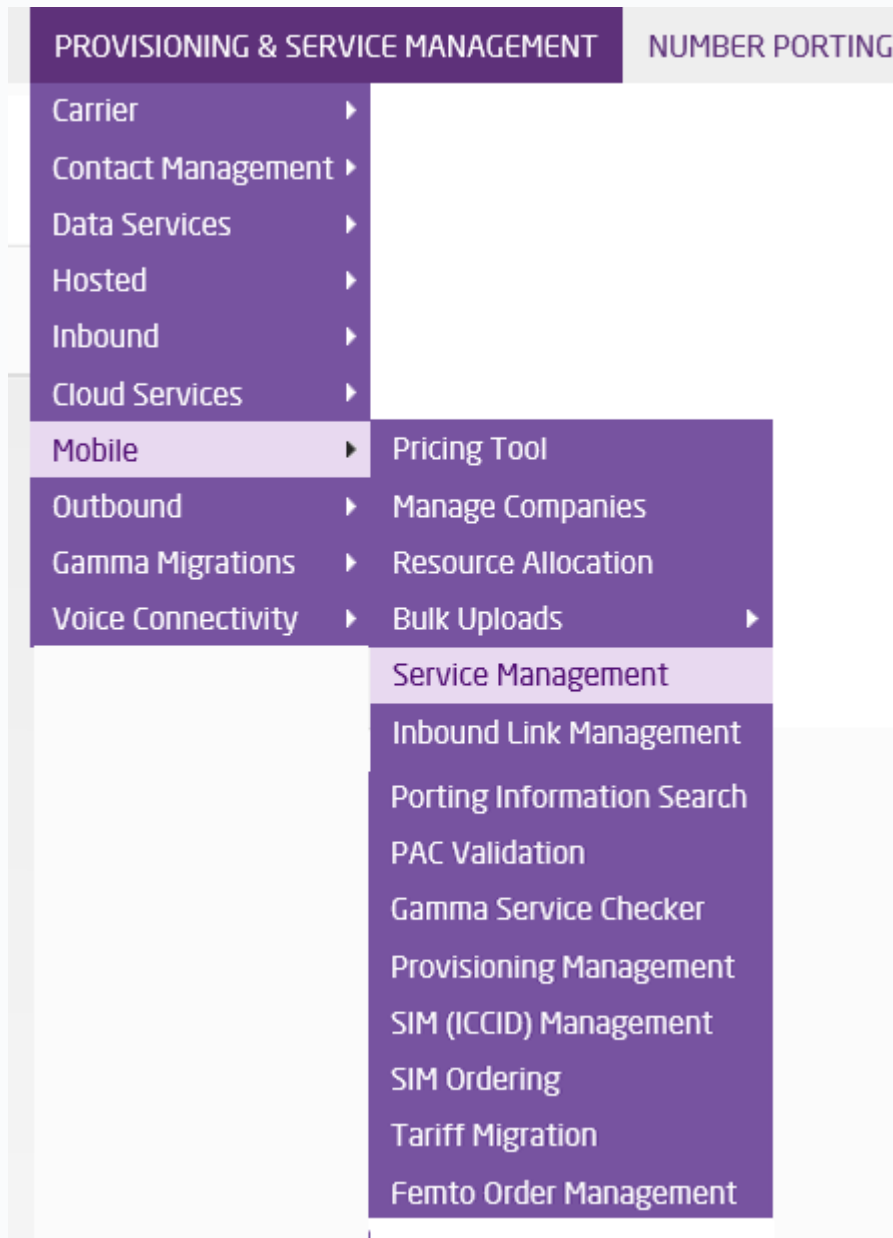 PROVISIONING & SERVICE MANAGEMENT
NUMBER PORTING
Carrier
Contact Management
Data Services
Hosted
Inbound
Cloud Services
Mobile
Outbound
Gamma Migrations
Voice Connectivity
Pricing Tool
Manage Companies
Resource Allocation
Bulk Uploads
Service Management
Inbound Link Management
Porting Information Search
PAC Validation
Gamma Service Checker
Provisioning Management
SIM (ICCID) Management
SIM Ordering
Tariff Migration
Femto Order Management